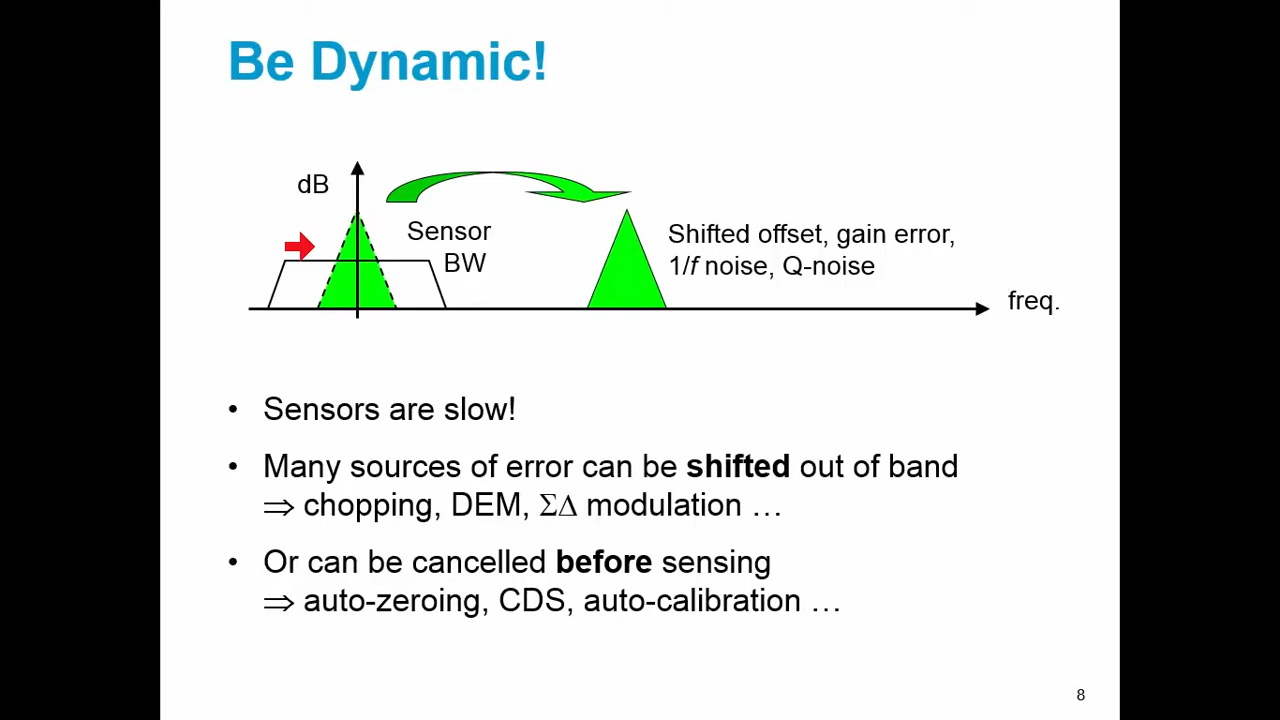 Be Dynamic!
dB
Sensor
BW
Shifted offset, gain error,
1/f noise, Q-noise
freq.
• Sensors are slow!
• Many sources of error can be shifted out of band
⇒ chopping, DEM, ΣΔ modulation …
• Or can be cancelled before sensing
⇒ auto-zeroing, CDS, auto-calibration …
8